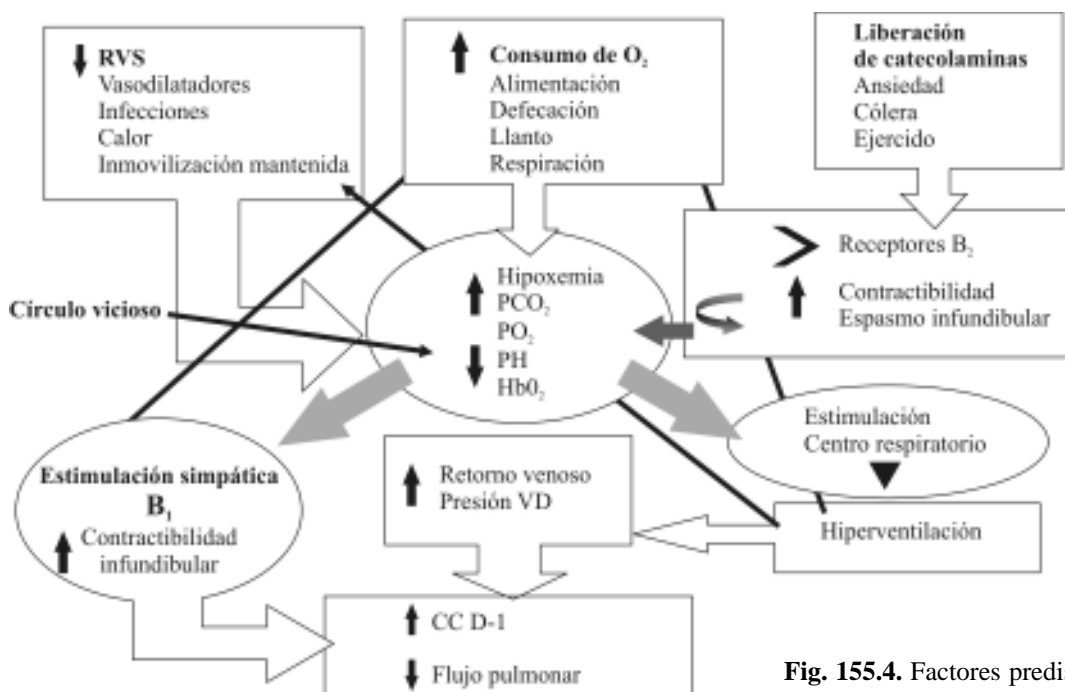 RVS
Vasodilatadores
Infecciones
Calor
Inmovilización mantenida
Consumo de O₂
Alimentación
Defecación
Llanto
Respiración
Liberación
de catecolaminas
Ansiedad
Cólera
Ejercido
Receptores B₂
Contractibilidad
Espasmo infundibular
Círculo vicioso
Hipoxemia
PCO₂
PO₂
PH
Hb0₂
Estimulación
Centro respiratorio
Estimulación simpática
B₁
Contractibilidad
infundibular
Retorno venoso
Presión VD
Hiperventilación
CC D-1
Flujo pulmonar
Fig. 155.4. Factores predis